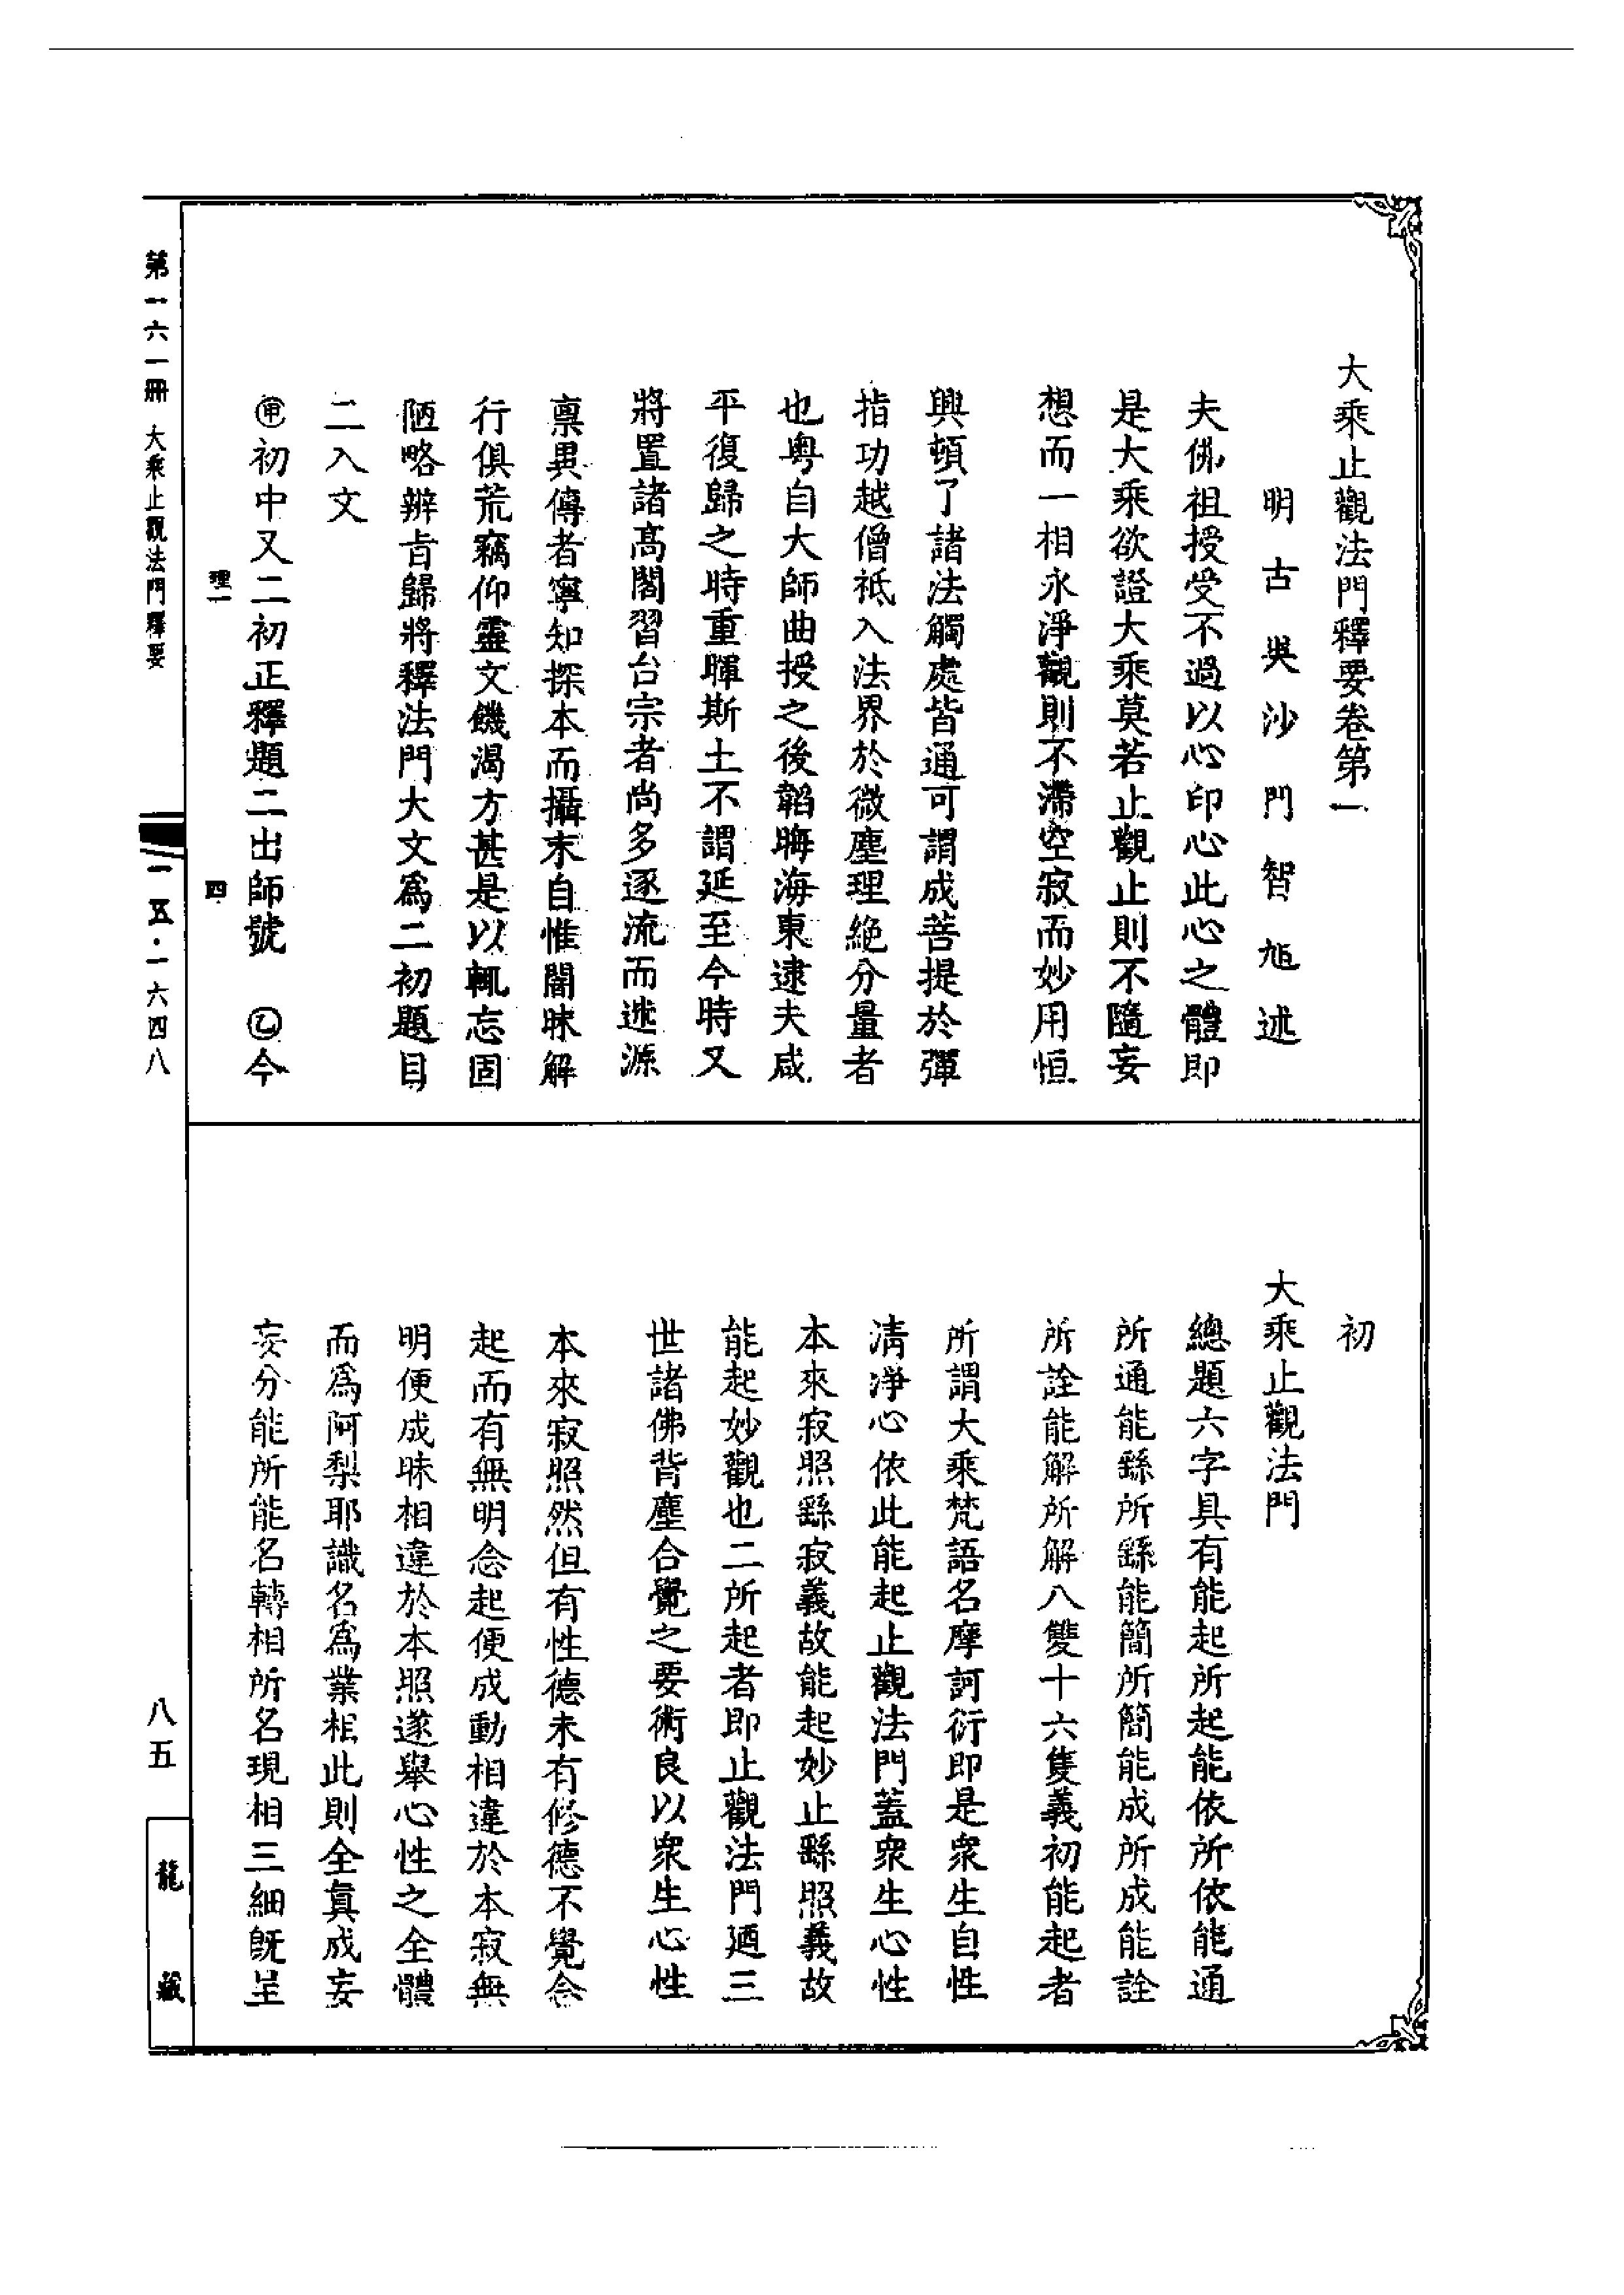 大乘止觀法門釋要卷第一
明古吳沙門智旭述
夫佛祖授受不過以心印心此心之體即
是大乘欲證大乘莫若止觀止則不隨妄
想而一相永淨觀則不滯空寂而妙用恒
興頓了諸法觸處皆通可謂成菩提於彈
指功越僧祇入法界於微塵理絶分量者
也粵自大師曲授之後韜晦海東逮夫咸
平復歸之時重暉斯土不謂延至今時又
將置諸高閣習台宗者尚多逐流而迷源
禀異傳者寧知探本而攝末自惟闇昧解
行俱荒竊仰靈文饑渴方甚是以輒忘固
陋略辨旨歸將釋法門大文爲二初題目
二入文
㊙甲初中又二初正釋題二出師號　乙今
理一
四
初
大乘止觀法門
總題六字具有能起所起能依所依能通
所通能繇所繇能簡所簡能成所成能詮
所詮能解所解八雙十六隻義初能起者
所謂大乘梵語名摩訶衍即是衆生自性
清淨心依此能起止觀法門蓋衆生心性
本來寂照繇寂義故能起妙止繇照義故
能起妙觀也二所起者即止觀法門廼三
世諸佛背塵合覺之要術良以衆生心性
本來寂照然但有性德未有修德不覺念
起而有無明念起便成動相違於本寂無
明便成昧相違於本照遂舉心性之全體
而爲阿梨耶識名爲業相此則全真成妄
妄分能所能名轉相所名現相三細旣呈
第一六一冊　大乘止觀法門釋要
一五·一六四八
八五
龍藏